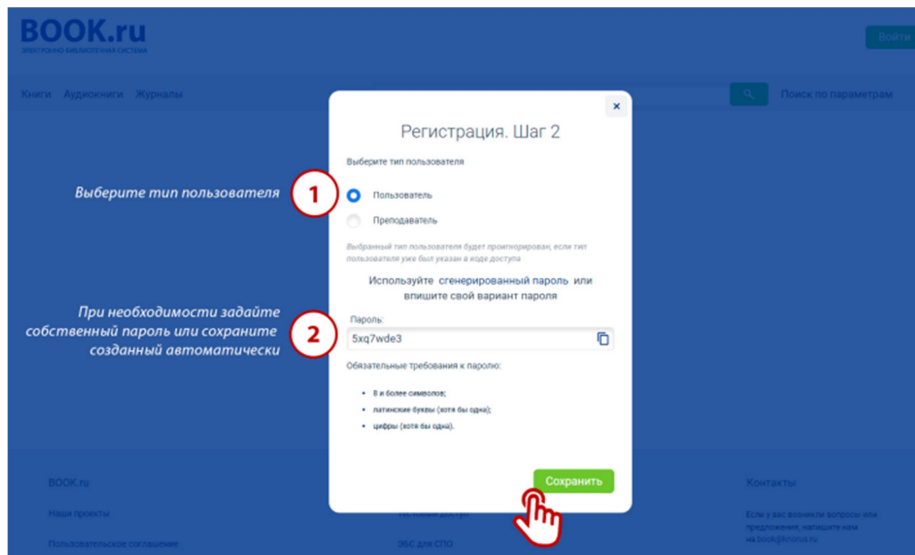 BOOK.ru
ЭЛЕКТРОННО-БИБЛИОТЕЧНАЯ СИСТЕМА
Войти
Книги Аудиокниги Журналы
Поиск по параметрам
×
Регистрация. Шаг 2
Выберите тип пользователя
Выберите тип пользователя
1
Пользователь
Преподаватель
Выбранный тип пользователя будет проигнорирован, если тип
пользователя уже был указан в коде доступа
Используйте сгенерированный пароль или
впишите свой вариант пароля
При необходимости задайте
собственный пароль или сохраните
созданный автоматически
2
Пароль:
5xq7wde3
Обязательные требования к паролю:
• 8 и более символов;
• латинские буквы (хотя бы одна);
• цифры (хотя бы одна).
Сохранить
BOOK.ru
Наши проекты
Пользовательское соглашение
ЭБС для СПО
Контакты
Если у вас возникли вопросы или
предложения, напишите нам
на book@knorus.ru